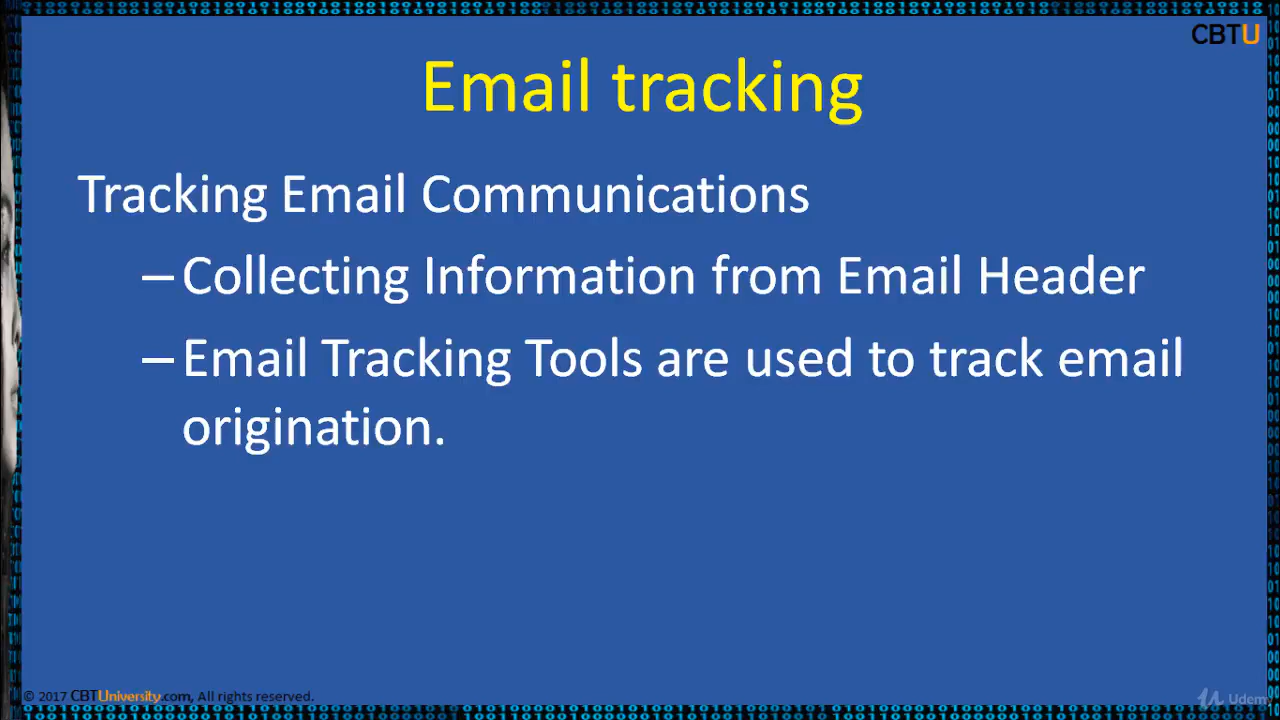 CBTU
Email tracking
Tracking Email Communications
– Collecting Information from Email Header
– Email Tracking Tools are used to track email
origination.
© 2017 CBTUniversity.com, All rights reserved.
Udemy